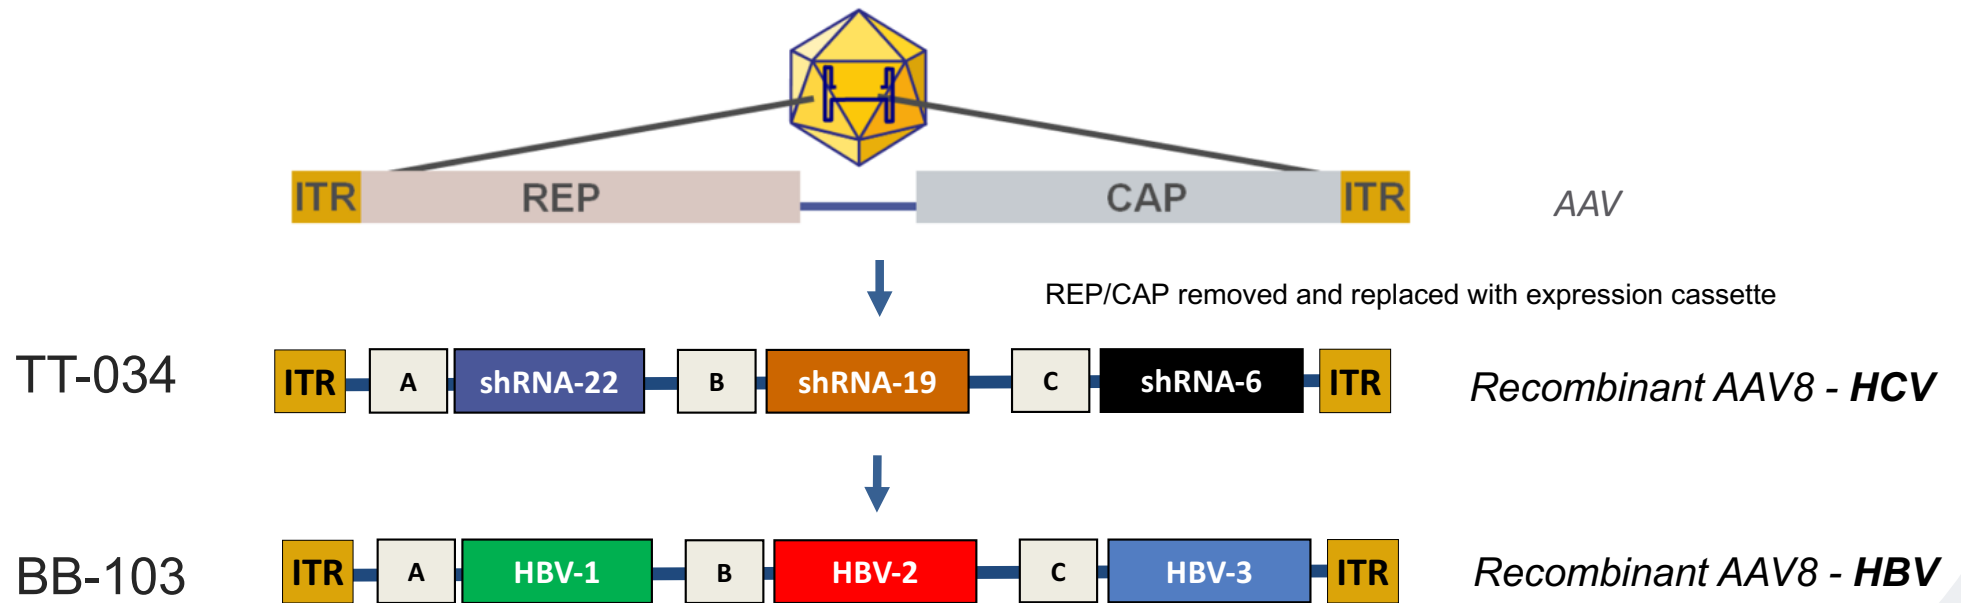 ITR REP CAP ITR AAV
REP/CAP removed and replaced with expression cassette
TT-034 ITR A shRNA-22 B shRNA-19 C shRNA-6 ITR Recombinant AAV8 - HCV
BB-103 ITR A HBV-1 B HBV-2 C HBV-3 ITR Recombinant AAV8 - HBV